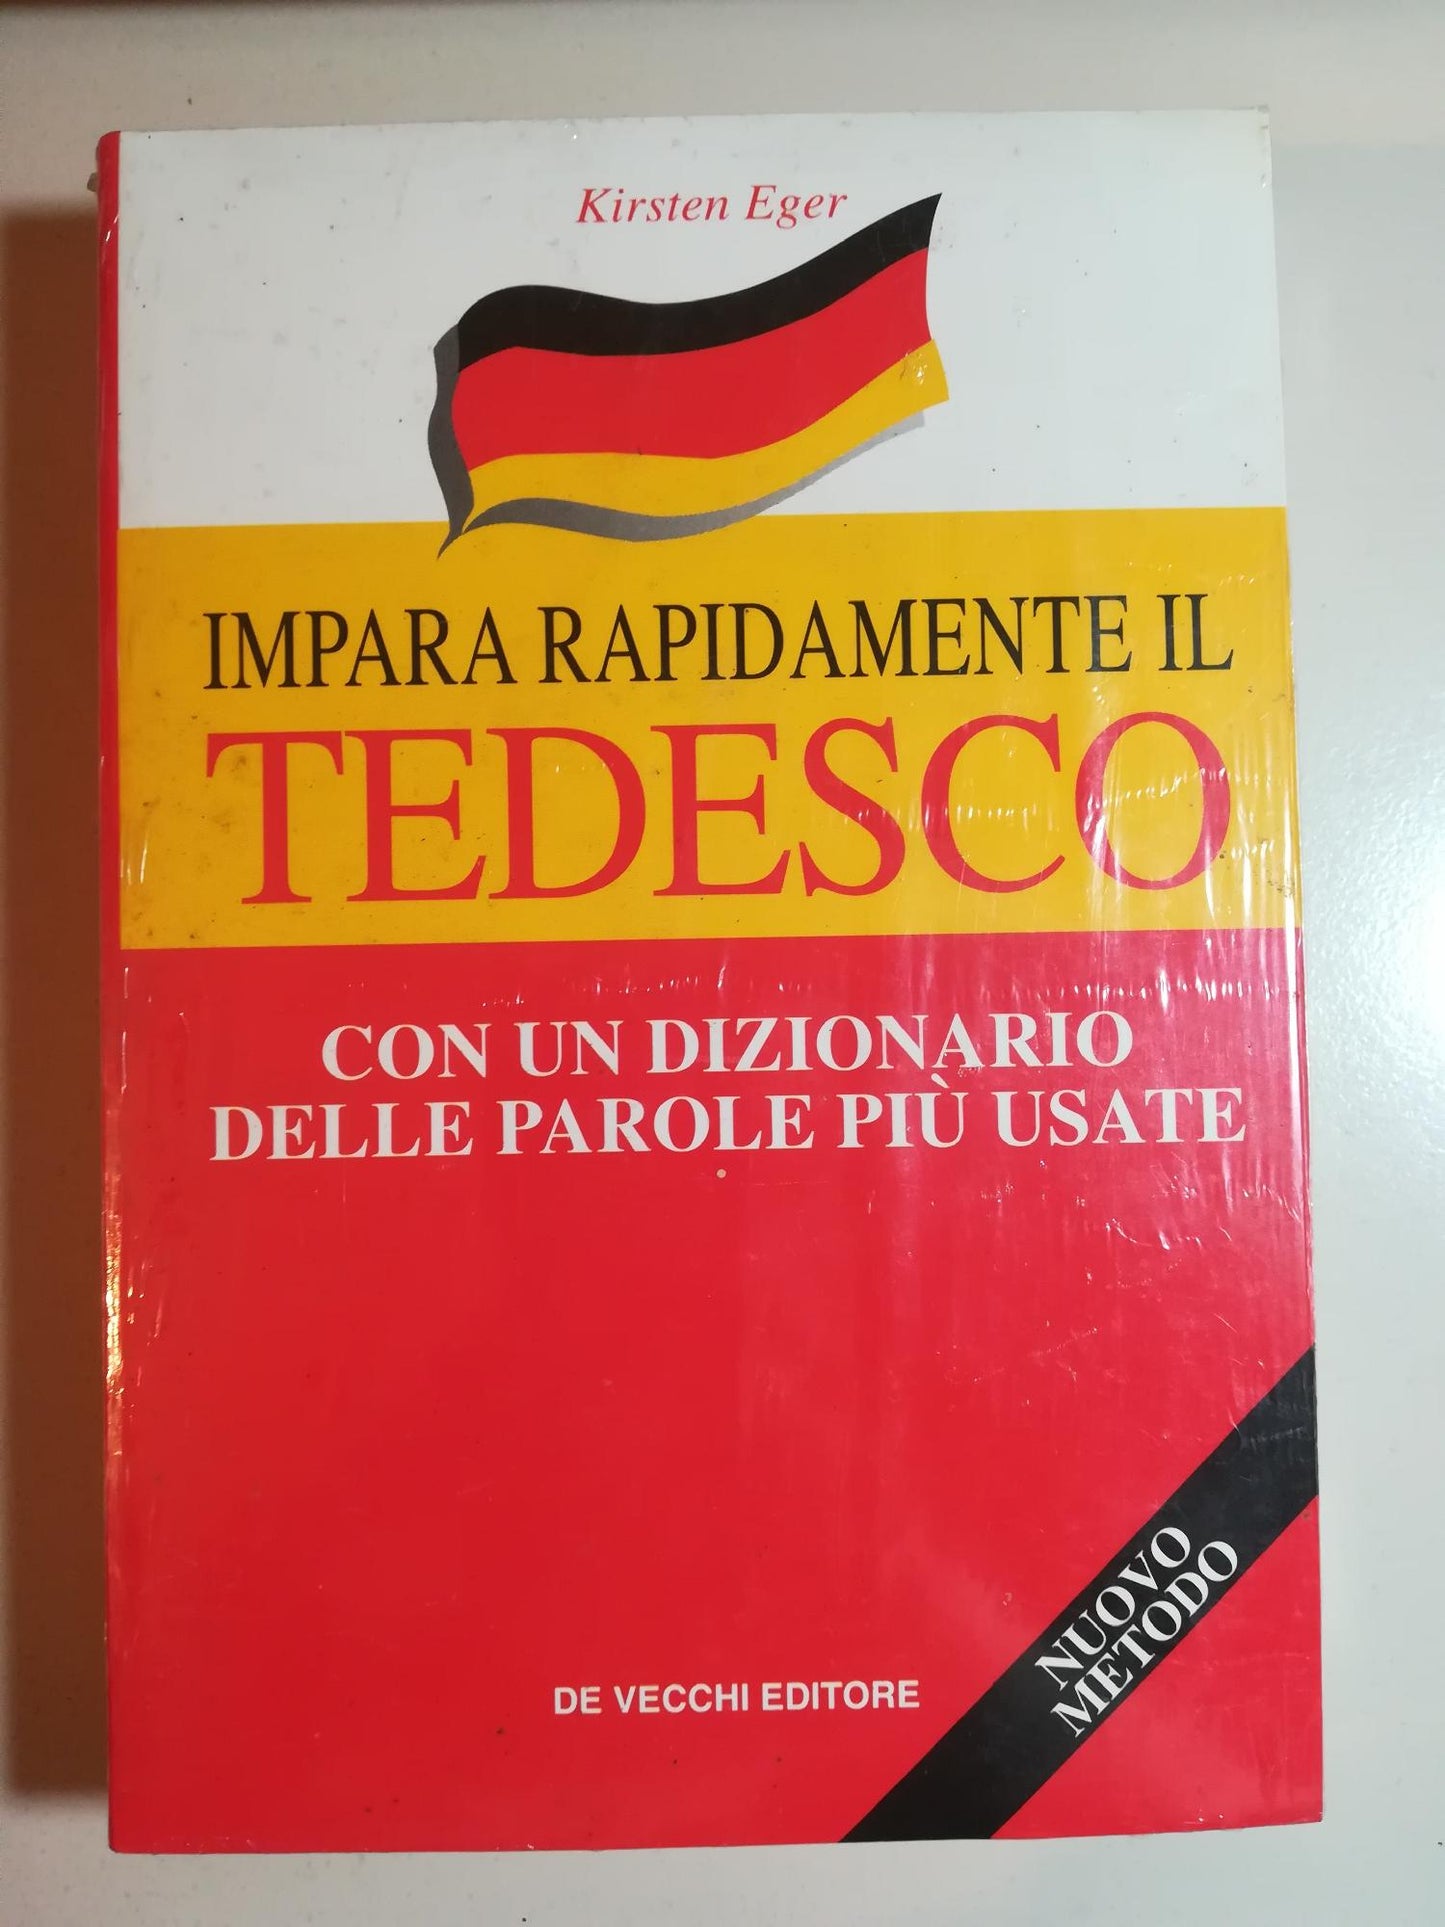 Kirsten Eger
IMPARA RAPIDAMENTE IL
TEDESCO
CON UN DIZIONARIO
DELLE PAROLE PIÙ USATE
NUOVO
METODO
DE VECCHI EDITORE